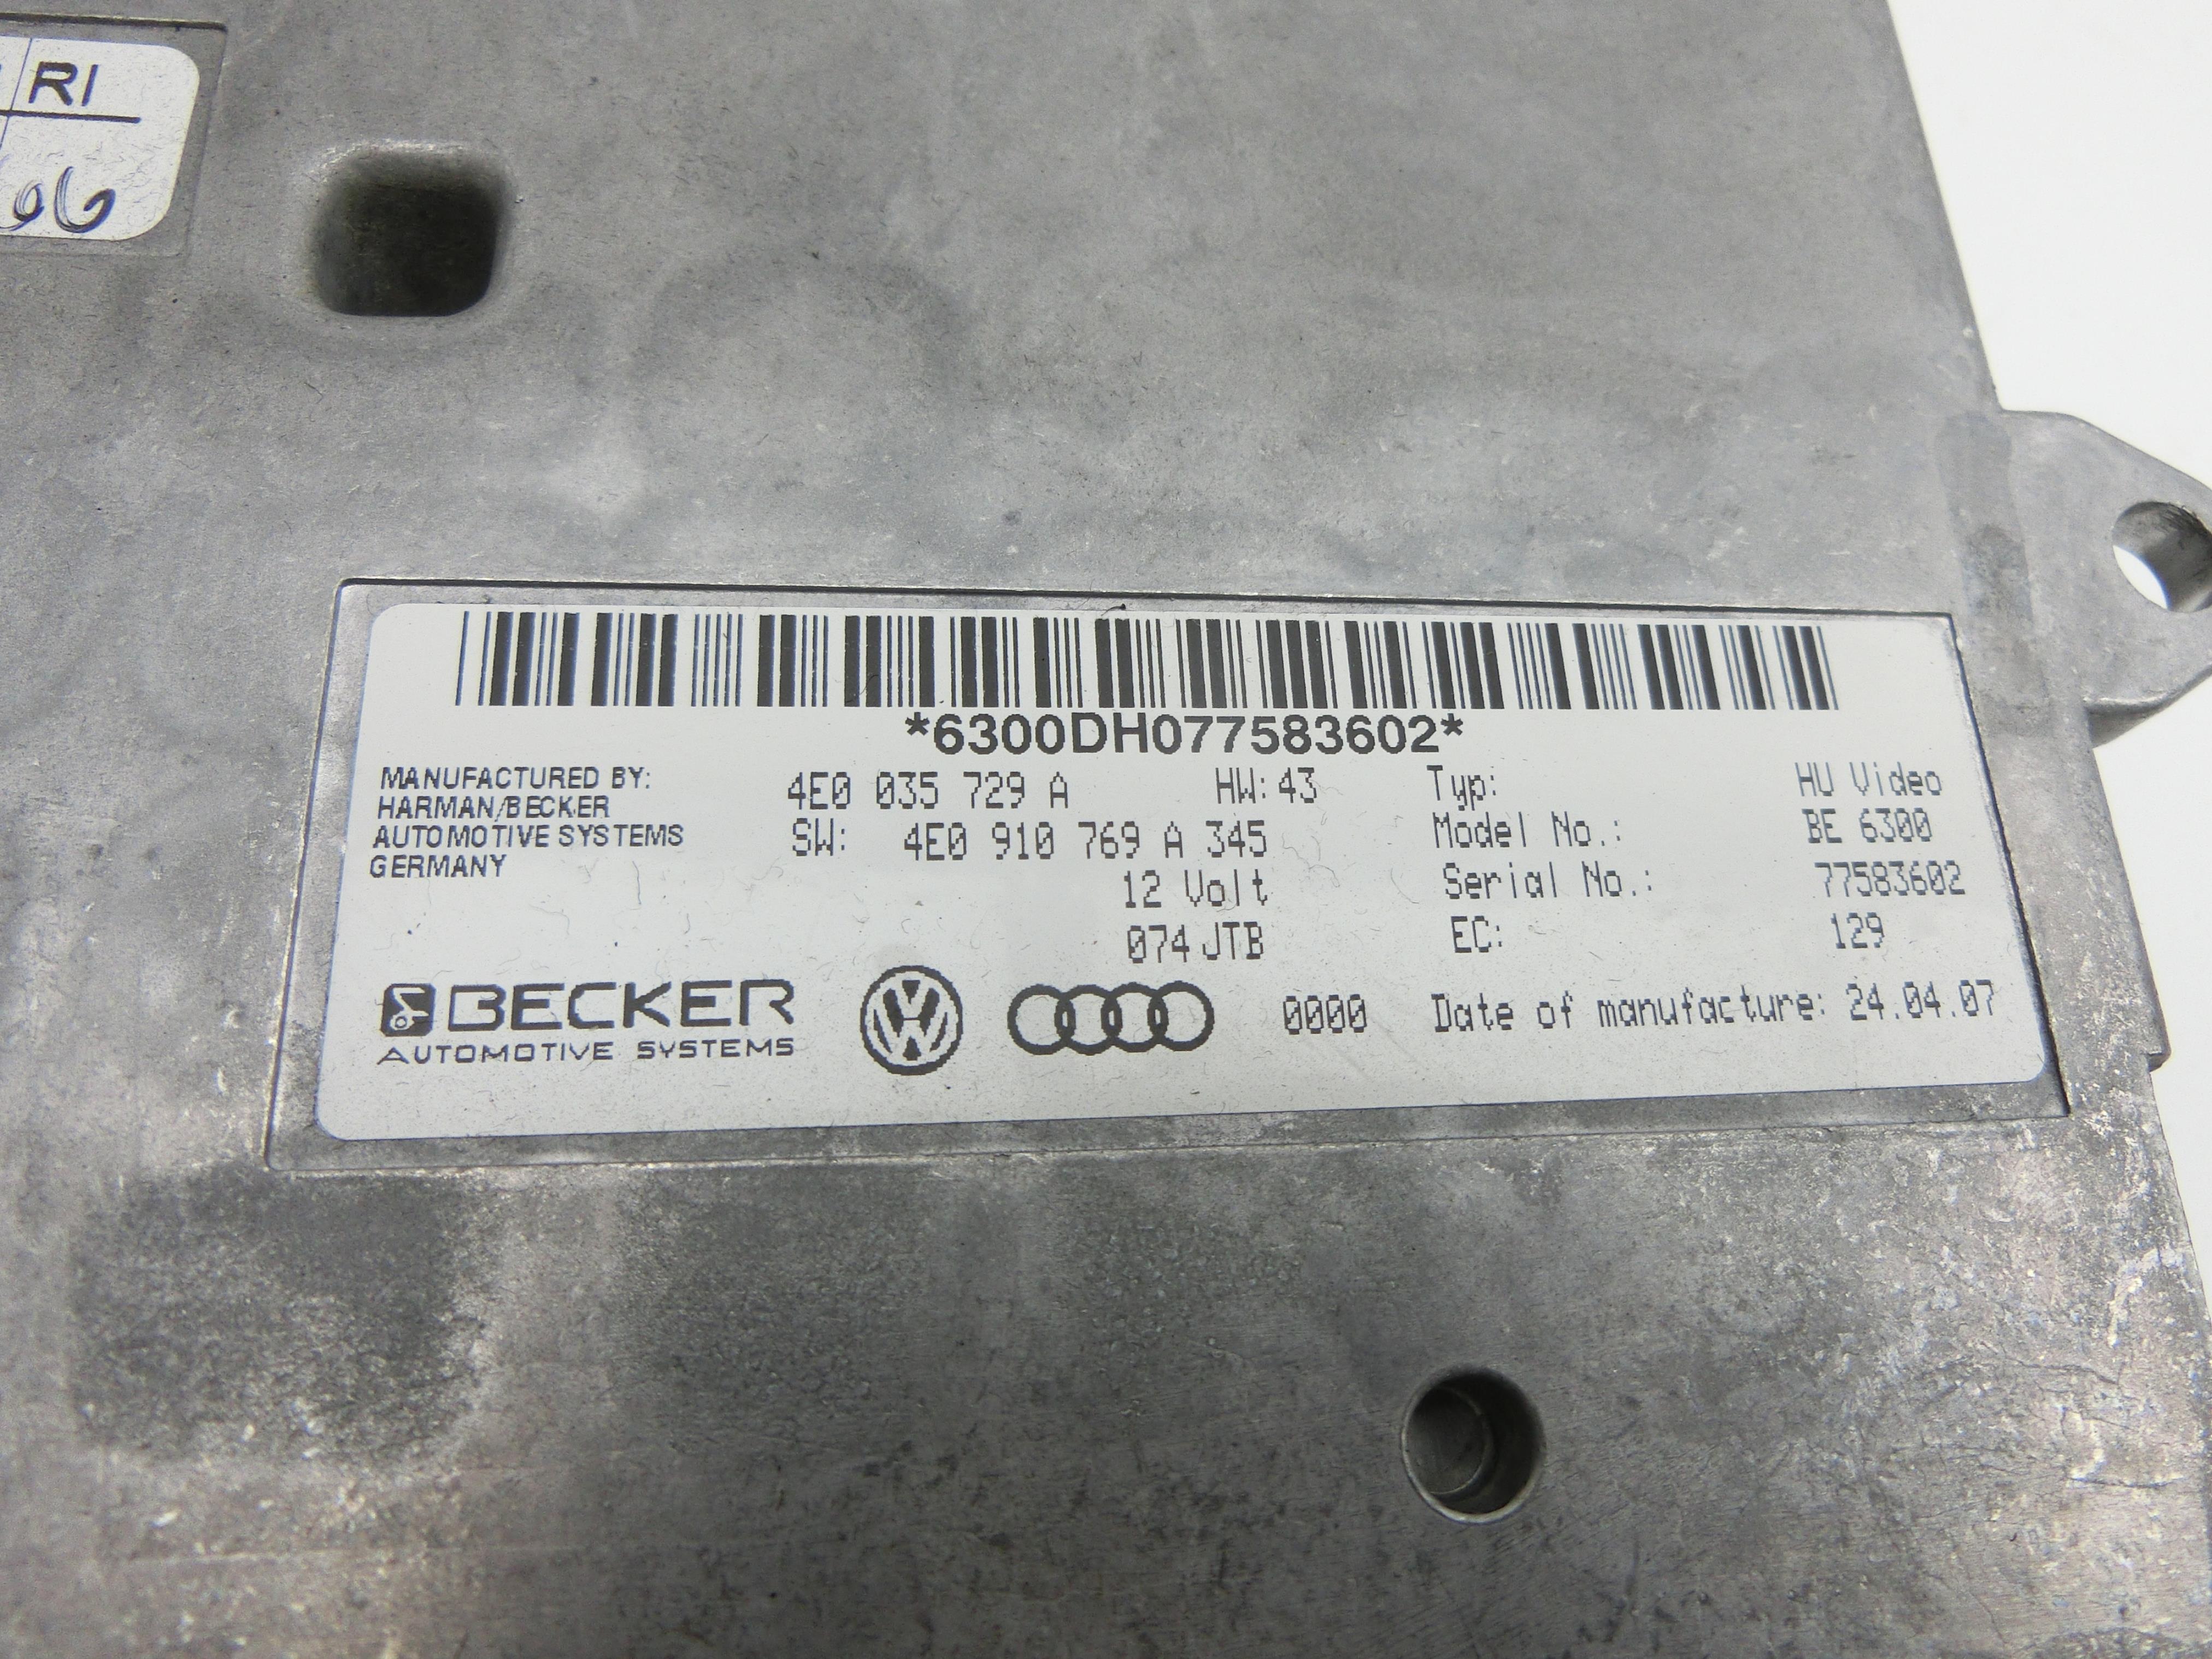 RI
06
*6300DH077583602*
MANUFACTURED BY:
HARMAN/BECKER
AUTOMOTIVE SYSTEMS
GERMANY
4E0 035 729 A HW: 43
SW: 4E0 910 769 A 345
12 Volt
074 JTB
Typ: HU Video
Model No.: BE 6300
Serial No.: 77583602
EC: 129
BECKER
AUTOMOTIVE SYSTEMS
0000 Date of manufacture: 24.04.07